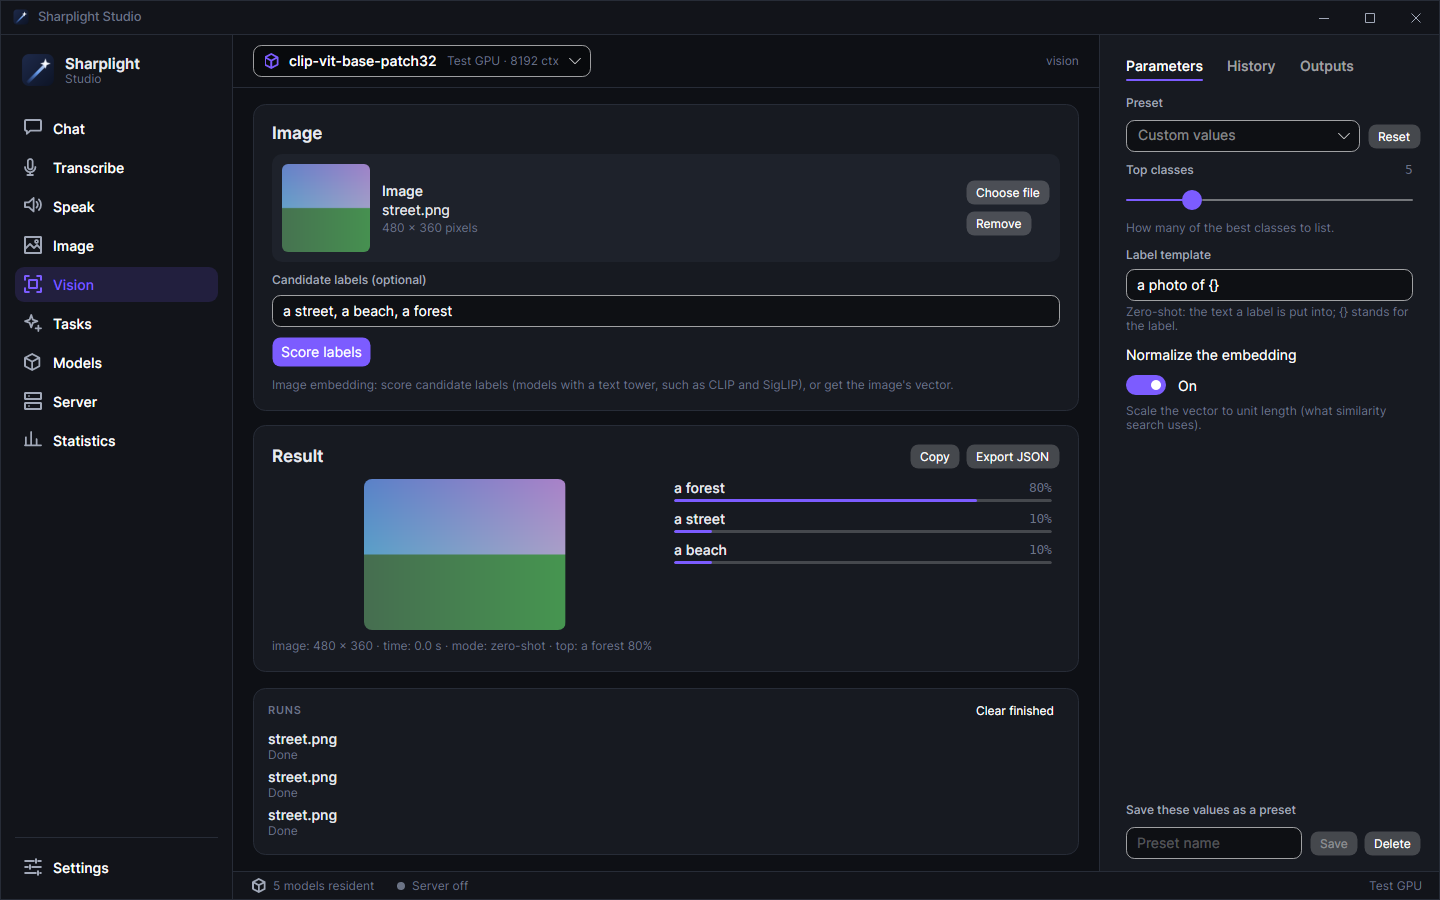 Sharplight Studio
Sharplight
Studio
Chat
Transcribe
Speak
Image
Vision
Tasks
Models
Server
Statistics
Settings
clip-vit-base-patch32 Test GPU · 8192 ctx
vision
Image
Image
street.png
480 × 360 pixels
Choose file
Remove
Candidate labels (optional)
a street, a beach, a forest
Score labels
Image embedding: score candidate labels (models with a text tower, such as CLIP and SigLIP), or get the image's vector.
Result
Copy
Export JSON
a forest 80%
a street 10%
a beach 10%
image: 480 × 360 · time: 0.0 s · mode: zero-shot · top: a forest 80%
RUNS
Clear finished
street.png
Done
street.png
Done
street.png
Done
Parameters History Outputs
Preset
Custom values
Reset
Top classes 5
How many of the best classes to list.
Label template
a photo of {}
Zero-shot: the text a label is put into; {} stands for
the label.
Normalize the embedding
On
Scale the vector to unit length (what similarity
search uses).
Save these values as a preset
Preset name
Save
Delete
5 models resident
Server off
Test GPU